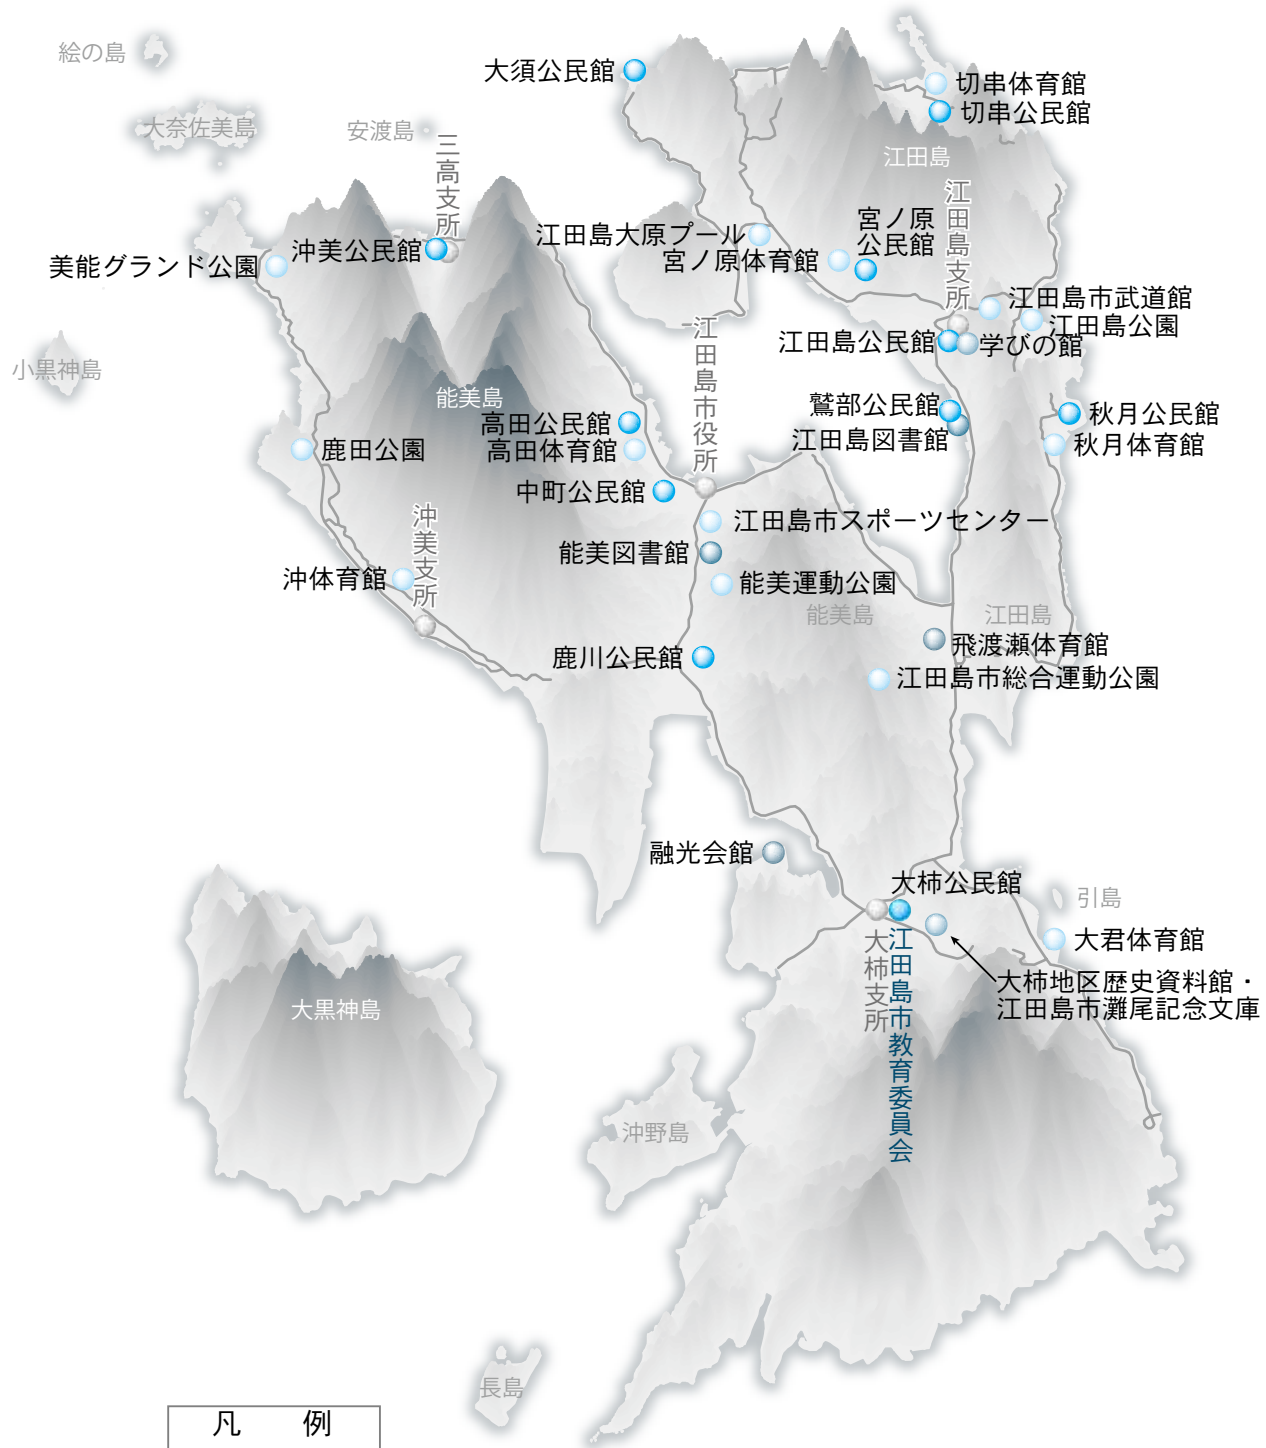 絵の島
大須公民館
切串体育館
切串公民館
大奈佐美島
安渡島
三高支所
江田島
江田島支所
宮ノ原
公民館
江田島大原プール
宮ノ原体育館
沖美公民館
美能グランド公園
江田島市武道館
江田島公園
江田島市役所
江田島公民館
学びの館
小黒神島
能美島
鷲部公民館
江田島図書館
秋月公民館
秋月体育館
高田公民館
高田体育館
鹿田公園
中町公民館
沖美支所
江田島市スポーツセンター
能美図書館
沖体育館
能美運動公園
能美島
江田島
飛渡瀬体育館
鹿川公民館
江田島市総合運動公園
融光会館
大柿公民館
引島
大君体育館
大柿支所
江田島市教育委員会
大柿地区歴史資料館・
江田島市灘尾記念文庫
大黒神島
沖野島
長島
凡　例